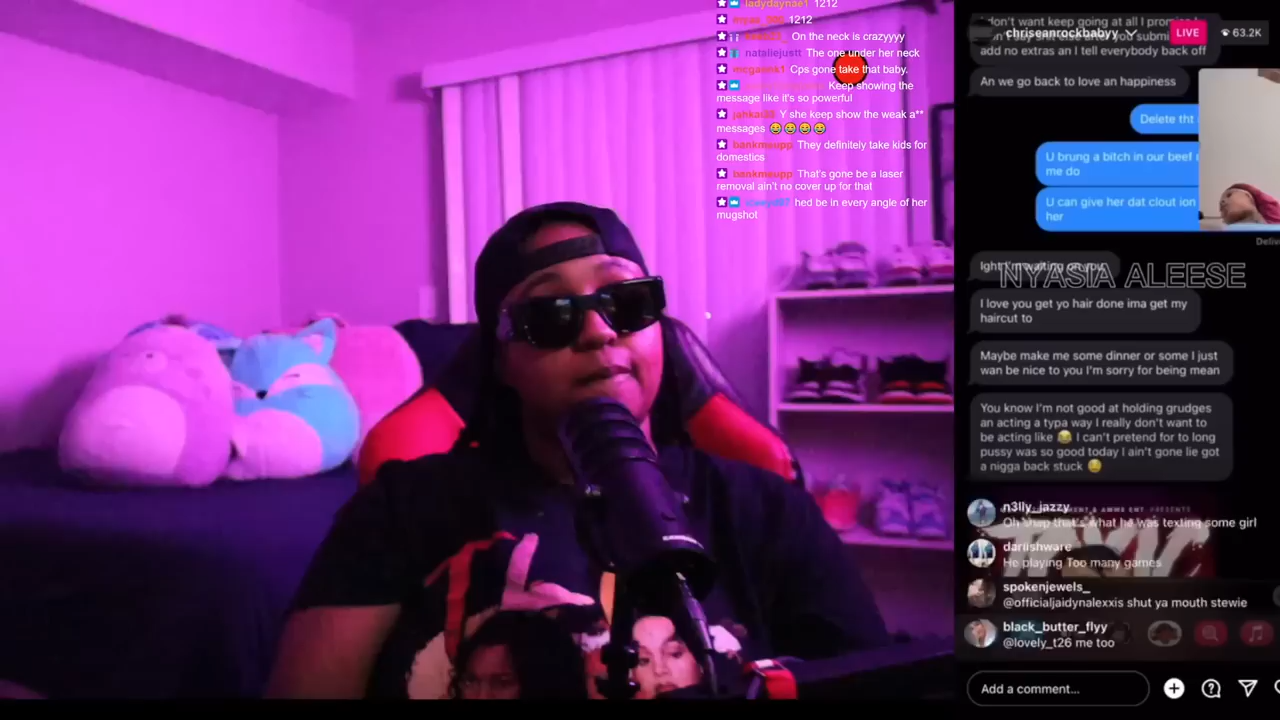 ladydaynae1 1212
1212
On the neck is crazyyyy
nataliejustt The one under her neck
Cps gone take that baby.
Keep showing the
message like it's so powerful
Y she keep show the weak a**
messages 😂😂😂😂
bankmeupp They definitely take kids for
domestics
bankmeupp That's gone be a laser
removal ain't no cover up for that
hed be in every angle of her
mugshot
chriseanrockbabyy
LIVE
63.2K
add no extras an I tell everybody back off
An we go back to love an happiness
Delete tht
U brung a bitch in our beef
me do
U can give her dat clout ion
her
Ight I'm waiting on you
NYASIA ALEESE
I love you get yo hair done ima get my
haircut to
Maybe make me some dinner or some I just
wan be nice to you I'm sorry for being mean
You know I'm not good at holding grudges
an acting a typa way I really don't want to
be acting like 😂 I can't pretend for to long
pussy was so good today I ain't gone lie got
a nigga back stuck 😂
n3lly_jazzy
Oh snap that's what he was texting some girl
dariishware
He playing Too many games
spokenjewels_
@officialjaidynalexxis shut ya mouth stewie
black_butter_flyy
@lovely_t26 me too
Add a comment...